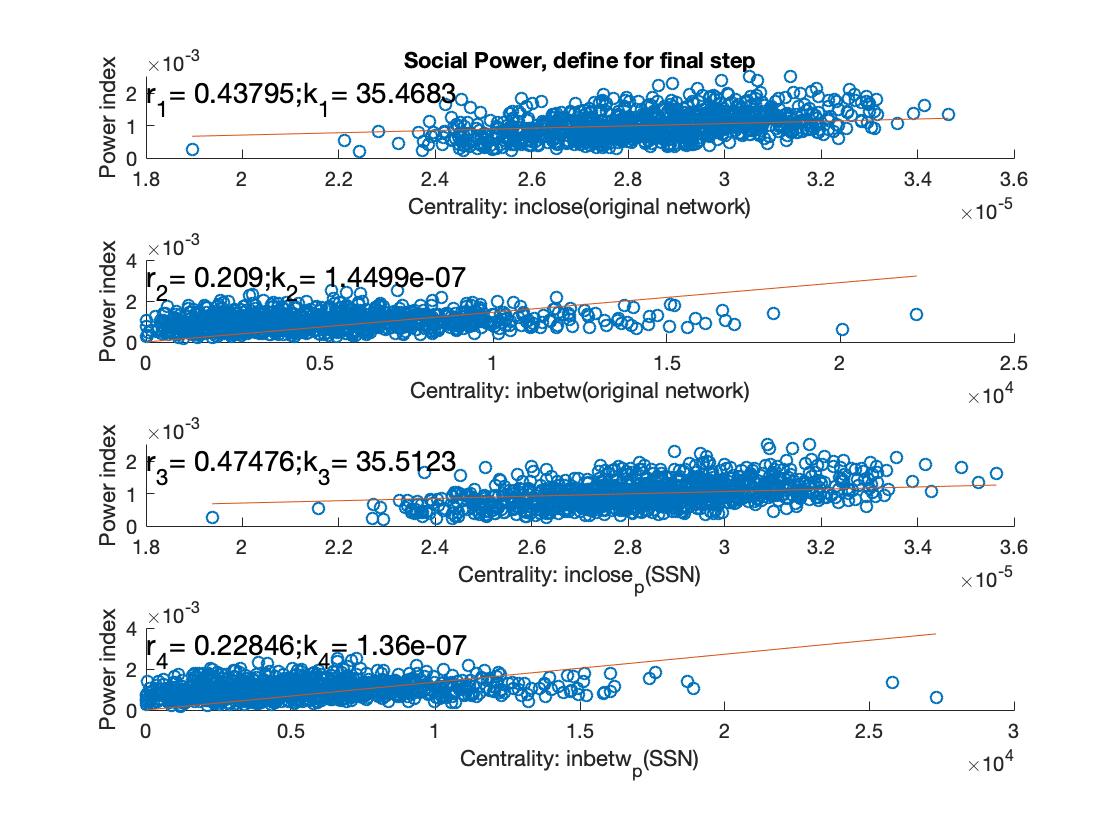 Social Power, define for final step
×10⁻³
r₁= 0.43795;k₁= 35.4683
Power index
2
1
0
1.8 2 2.2 2.4 2.6 2.8 3 3.2 3.4 3.6
Centrality: inclose(original network)
×10⁻⁵
×10⁻³
r₂= 0.209;k₂= 1.4499e-07
Power index
4
2
0
0 0.5 1 1.5 2 2.5
Centrality: inbetw(original network)
×10⁴
×10⁻³
r₃= 0.47476;k₃= 35.5123
Power index
2
1
0
1.8 2 2.2 2.4 2.6 2.8 3 3.2 3.4 3.6
Centrality: incloseₚ(SSN)
×10⁻⁵
×10⁻³
r₄= 0.22846;k₄= 1.36e-07
Power index
4
2
0
0 0.5 1 1.5 2 2.5 3
Centrality: inbetwₚ(SSN)
×10⁴